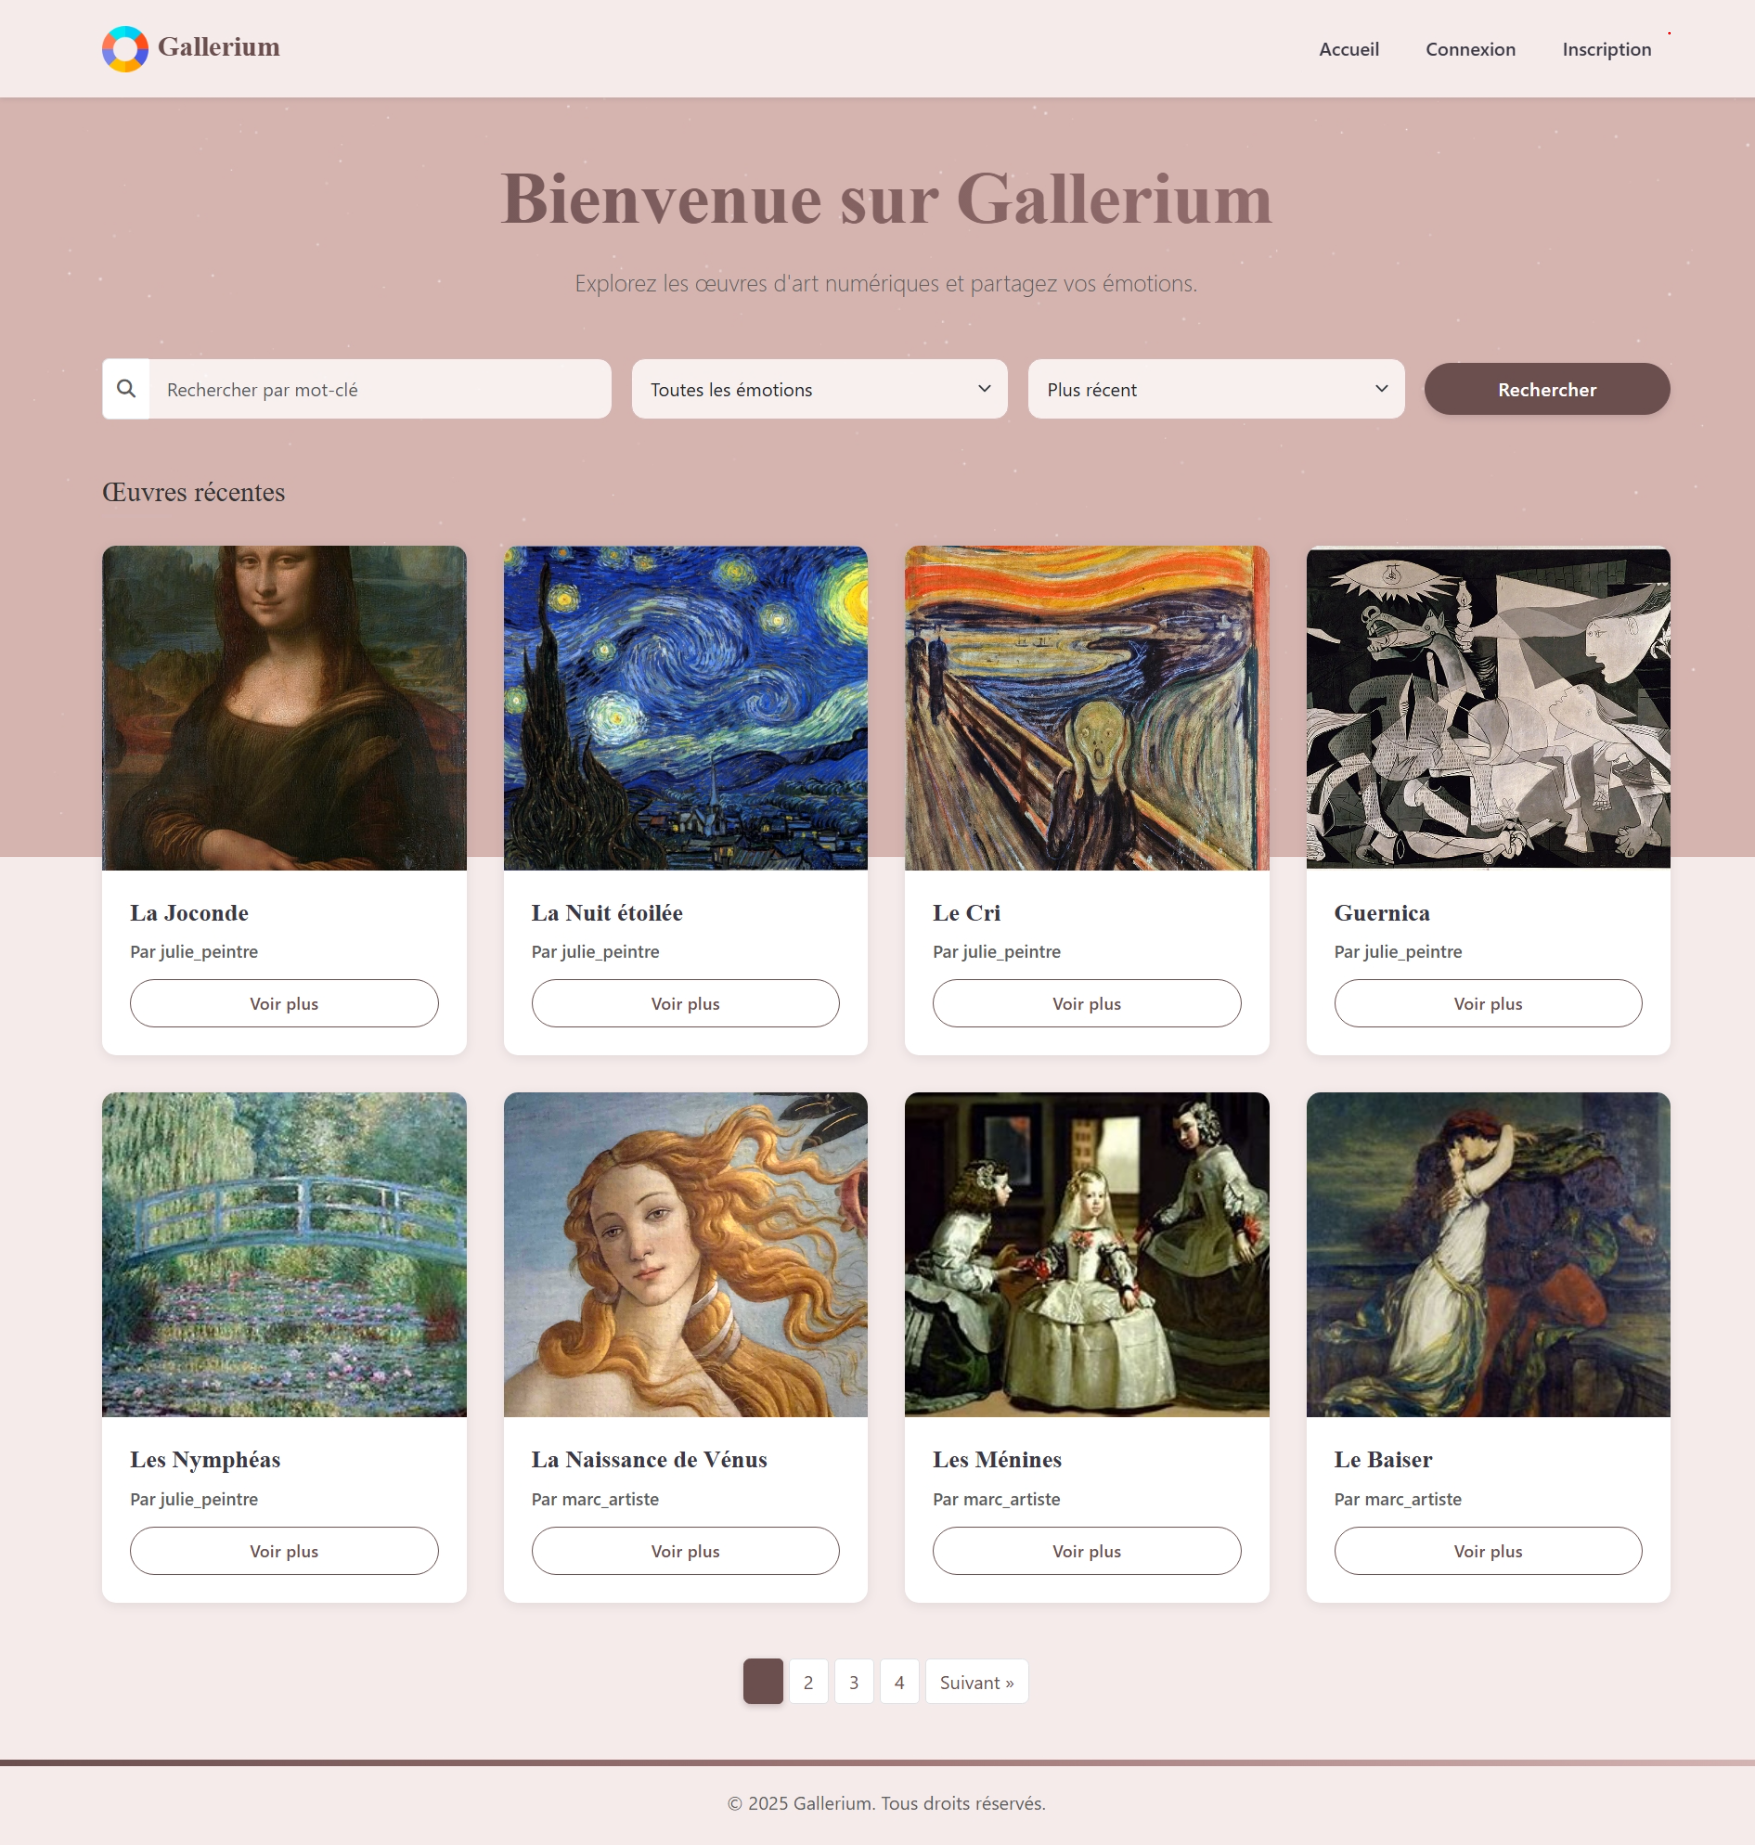 Gallerium
Accueil
Connexion
Inscription
Bienvenue sur Gallerium
Explorez les œuvres d'art numériques et partagez vos émotions.
Rechercher par mot-clé
Toutes les émotions
Plus récent
Rechercher
Œuvres récentes
La Joconde
Par julie_peintre
Voir plus
La Nuit étoilée
Par julie_peintre
Voir plus
Le Cri
Par julie_peintre
Voir plus
Guernica
Par julie_peintre
Voir plus
Les Nymphéas
Par julie_peintre
Voir plus
La Naissance de Vénus
Par marc_artiste
Voir plus
Les Ménines
Par marc_artiste
Voir plus
Le Baiser
Par marc_artiste
Voir plus
2
3
4
Suivant »
© 2025 Gallerium. Tous droits réservés.